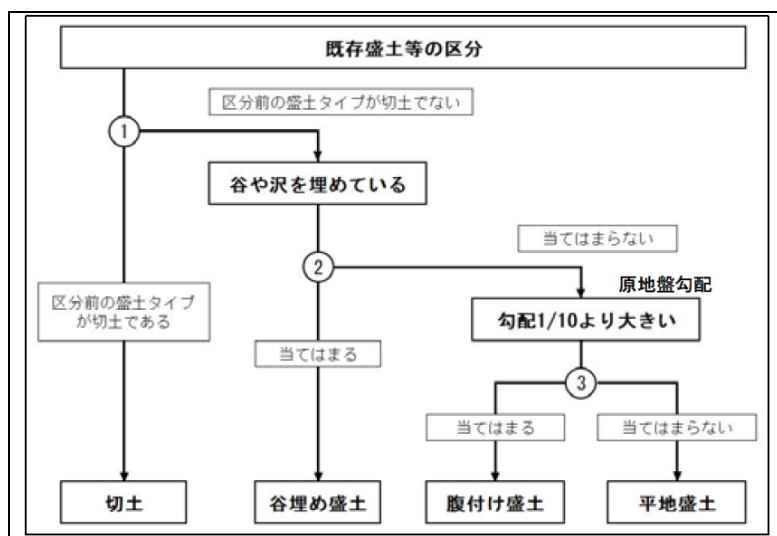 既存盛土等の区分
区分前の盛土タイプが切土でない
1
谷や沢を埋めている
当てはまらない
2
原地盤勾配
区分前の盛土タイプ
が切土である
勾配1/10より大きい
当てはまる
3
当てはまる
当てはまらない
切土
谷埋め盛土
腹付け盛土
平地盛土